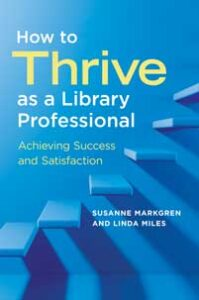 How to
Thrive
as a Library
Professional
Achieving Success
and Satisfaction
SUSANNE MARKGREN
AND LINDA MILES